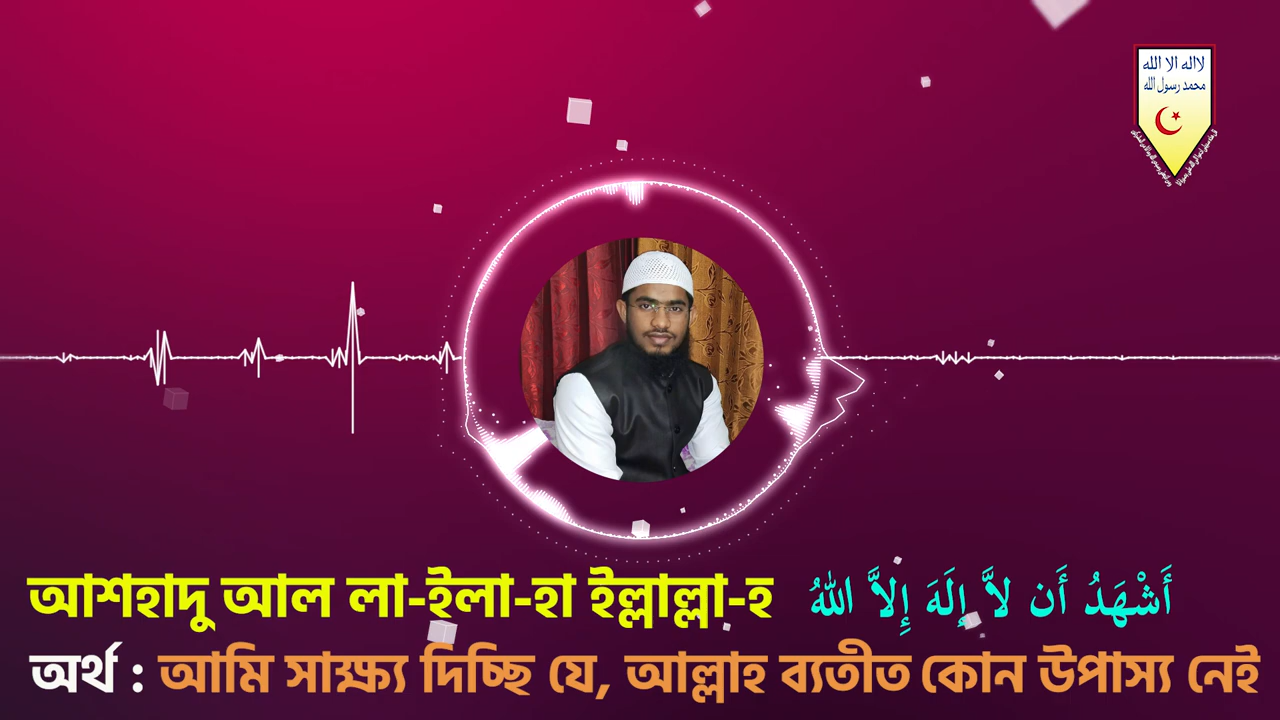 لااله الا الله
محمد رسول الله
আশহাদু আল লা-ইলা-হা ইল্লাল্লা-হ أَشْهَدُ أَن لاَّ إِلَهَ إِلاَّ اللهُ
অর্থ : আমি সাক্ষ্য দিচ্ছি যে, আল্লাহ ব্যতীত কোন উপাস্য নেই